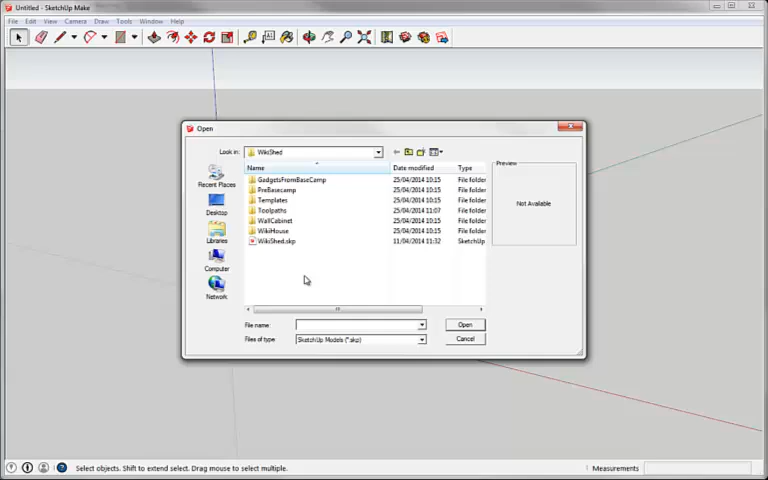 Untitled - SketchUp Make
File Edit View Camera Draw Tools Window Help
Open
Look in: WikiShed
Name Date modified Type
GadgetsFromBaseCamp 25/04/2014 10:15 File folder
PreBasecamp 25/04/2014 10:15 File folder
Templates 25/04/2014 10:15 File folder
Toolpaths 25/04/2014 11:07 File folder
WallCabinet 25/04/2014 10:15 File folder
WikiHouse 25/04/2014 10:15 File folder
WikiShed.skp 11/04/2014 11:32 SketchUp
Recent Places
Desktop
Libraries
Computer
Network
Preview
Not Available
File name: Open
Files of type: SketchUp Models (*.skp) Cancel
Select objects. Shift to extend select. Drag mouse to select multiple. Measurements